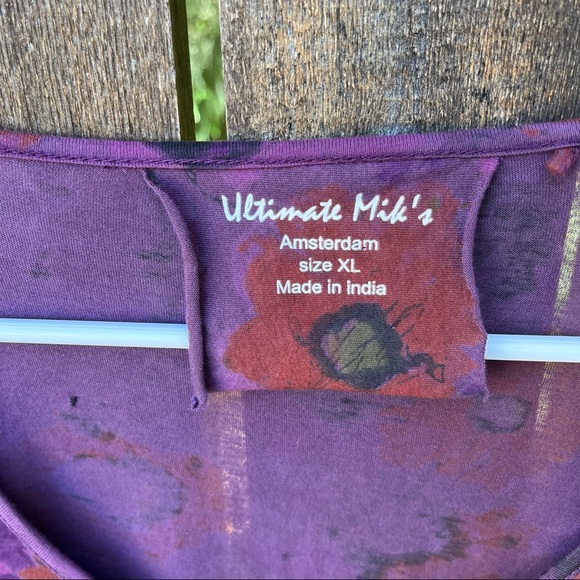 Ultimate Mik's
Amsterdam
size XL
Made in India